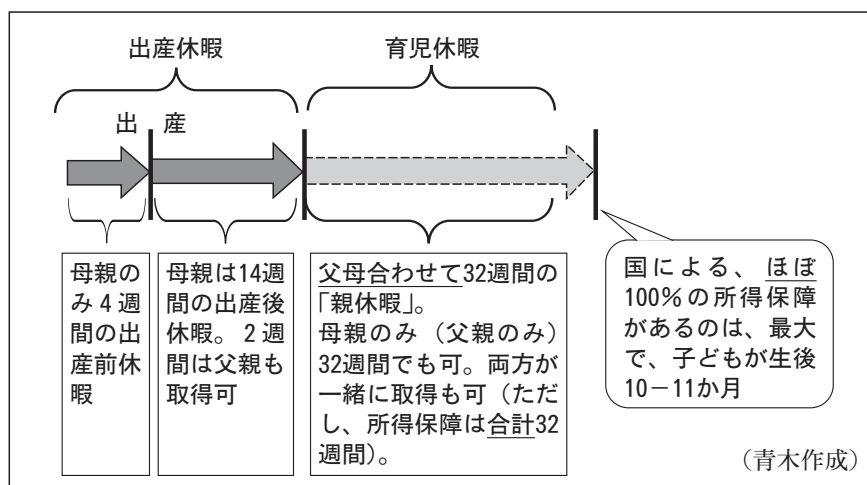 出産休暇
育児休暇
出 産
母親の
み４週
間の出
産前休
暇
母親は14週
間の出産後
休暇。２週
間は父親も
取得可
父母合わせて32週間の
「親休暇」。
母親のみ（父親のみ）
32週間でも可。両方が
一緒に取得も可（ただ
し、所得保障は合計32
週間）。
国による、ほぼ
100％の所得保障
があるのは、最大
で、子どもが生後
10－11か月
（青木作成）